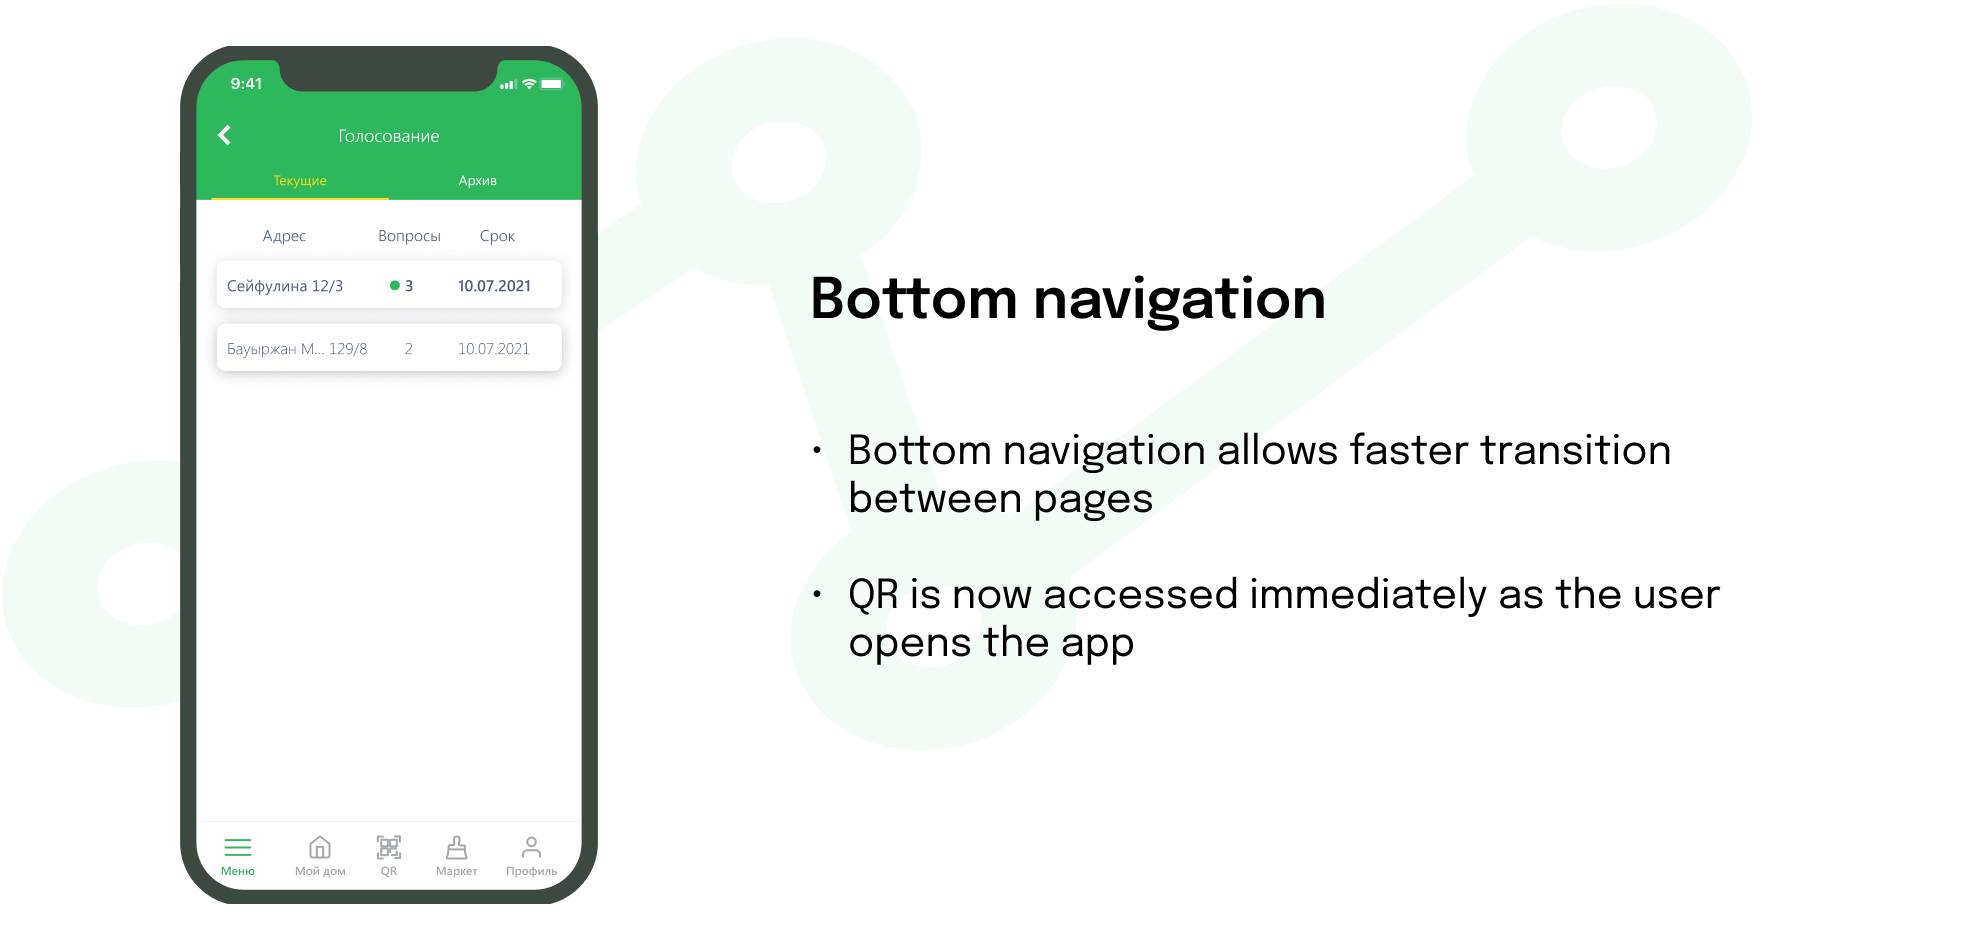 9:41
Голосование
Текущие Архив
Адрес Вопросы Срок
Сейфулина 12/3 3 10.07.2021
Бауыржан М... 129/8 2 10.07.2021
Меню Мой дом QR Маркет Профиль
Bottom navigation
• Bottom navigation allows faster transition
between pages
• QR is now accessed immediately as the user
opens the app